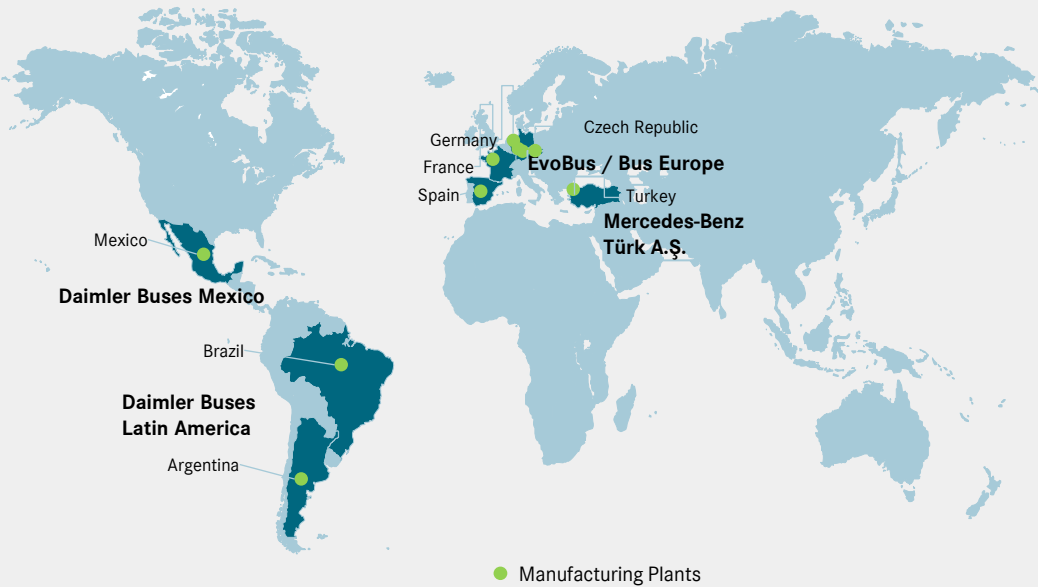 Germany
Czech Republic
France
EvoBus / Bus Europe
Spain
Turkey
Mercedes-Benz
Türk A.Ş.
Mexico
Daimler Buses Mexico
Brazil
Daimler Buses
Latin America
Argentina
Manufacturing Plants